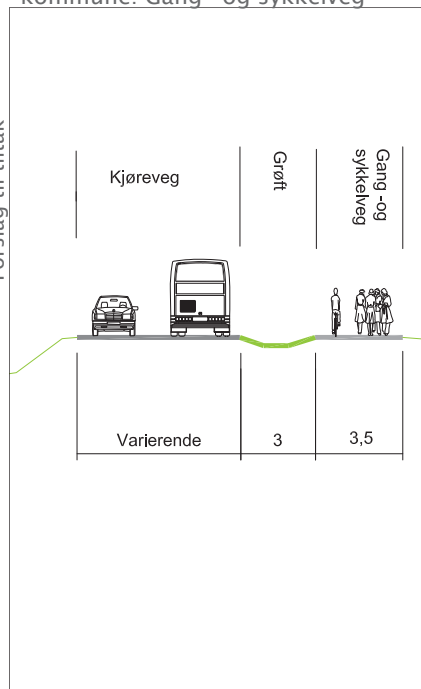 kommune. Gang- og sykkelveg
Forslag til tiltak
Kjøreveg
Grøft
Gang -og
sykkelveg
Varierende
3
3,5